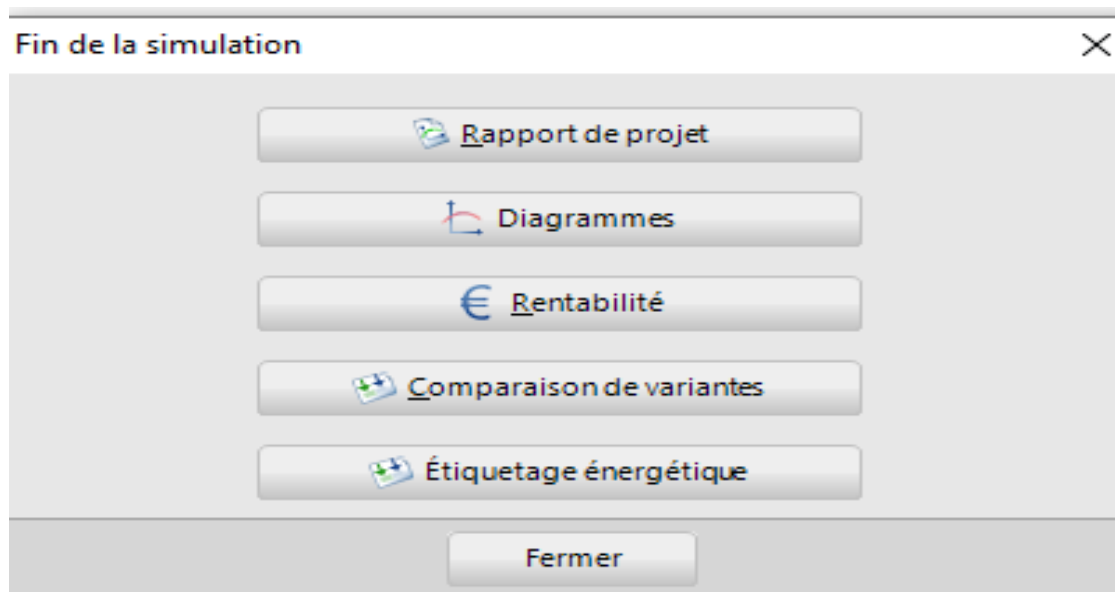 Fin de la simulation
Rapport de projet
Diagrammes
€ Rentabilité
Comparaison de variantes
Étiquetage énergétique
Fermer